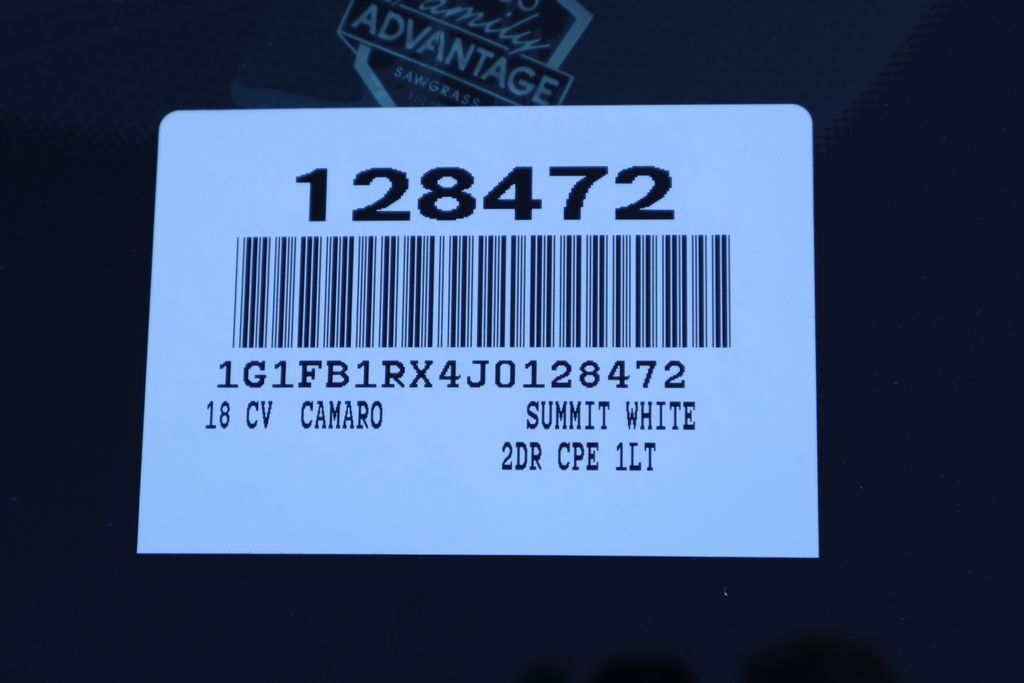 Family
ADVANTAGE
SAWGRASS
128472
1G1FB1RX4J0128472
18 CV CAMARO SUMMIT WHITE
2DR CPE 1LT